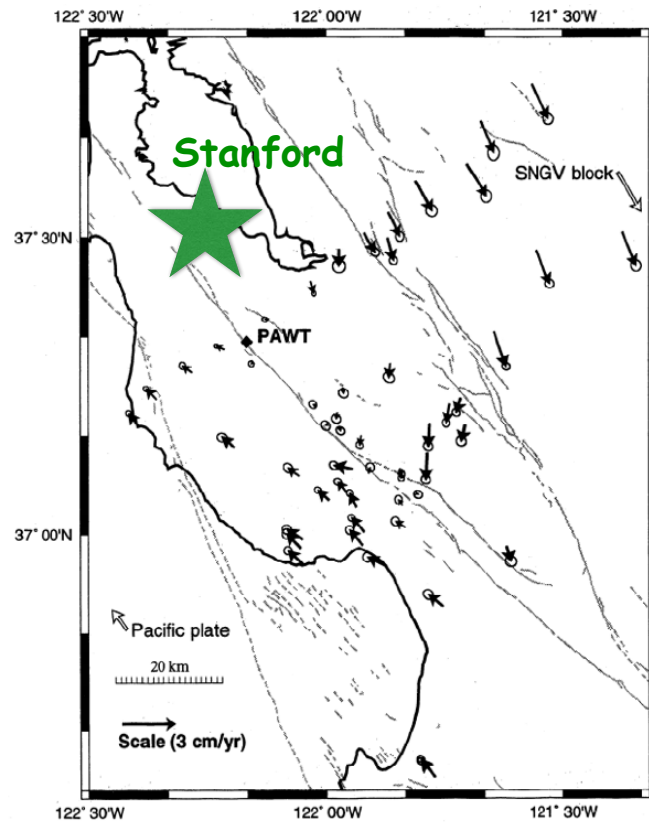 122° 30'W 122° 00'W 121° 30'W
Stanford
SNGV block
37° 30'N
PAWT
37° 00'N
Pacific plate
20 km
Scale (3 cm/yr)
122° 30'W 122° 00'W 121° 30'W